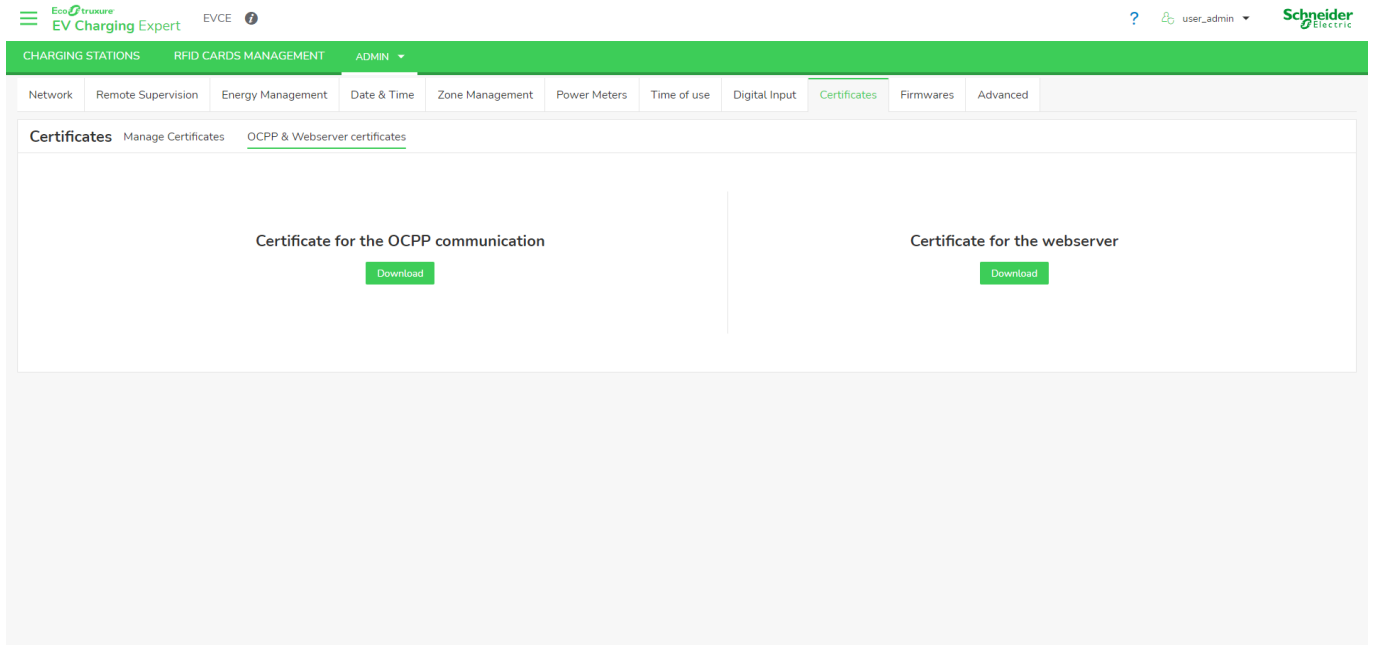 EcoStruxure
EV Charging Expert
EVCE
?
user_admin
Schneider
Electric
CHARGING STATIONS
RFID CARDS MANAGEMENT
ADMIN
Network
Remote Supervision
Energy Management
Date & Time
Zone Management
Power Meters
Time of use
Digital Input
Certificates
Firmwares
Advanced
Certificates
Manage Certificates
OCPP & Webserver certificates
Certificate for the OCPP communication
Certificate for the webserver
Download
Download